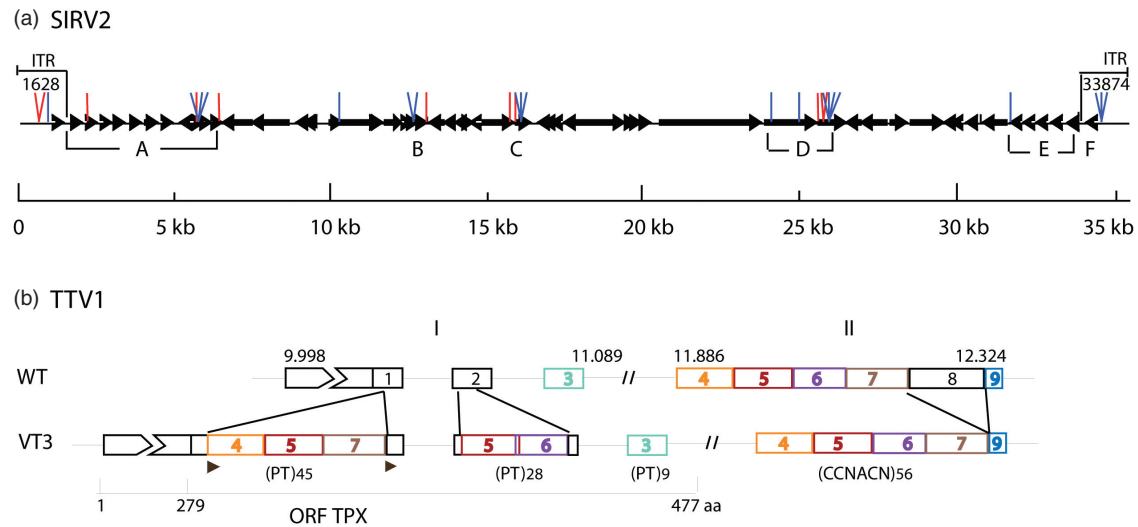 (a) SIRV2
ITR ITR
1628 33874
A B C D E F
0 5 kb 10 kb 15 kb 20 kb 25 kb 30 kb 35 kb
(b) TTV1
I II
9.998 11.089 11.886 12.324
WT 1 2 3 // 4 5 6 7 8 9
VT3 4 5 7 5 6 3 // 4 5 6 7 9
(PT)45 (PT)28 (PT)9 (CCNACN)56
1 279 477 aa
ORF TPX